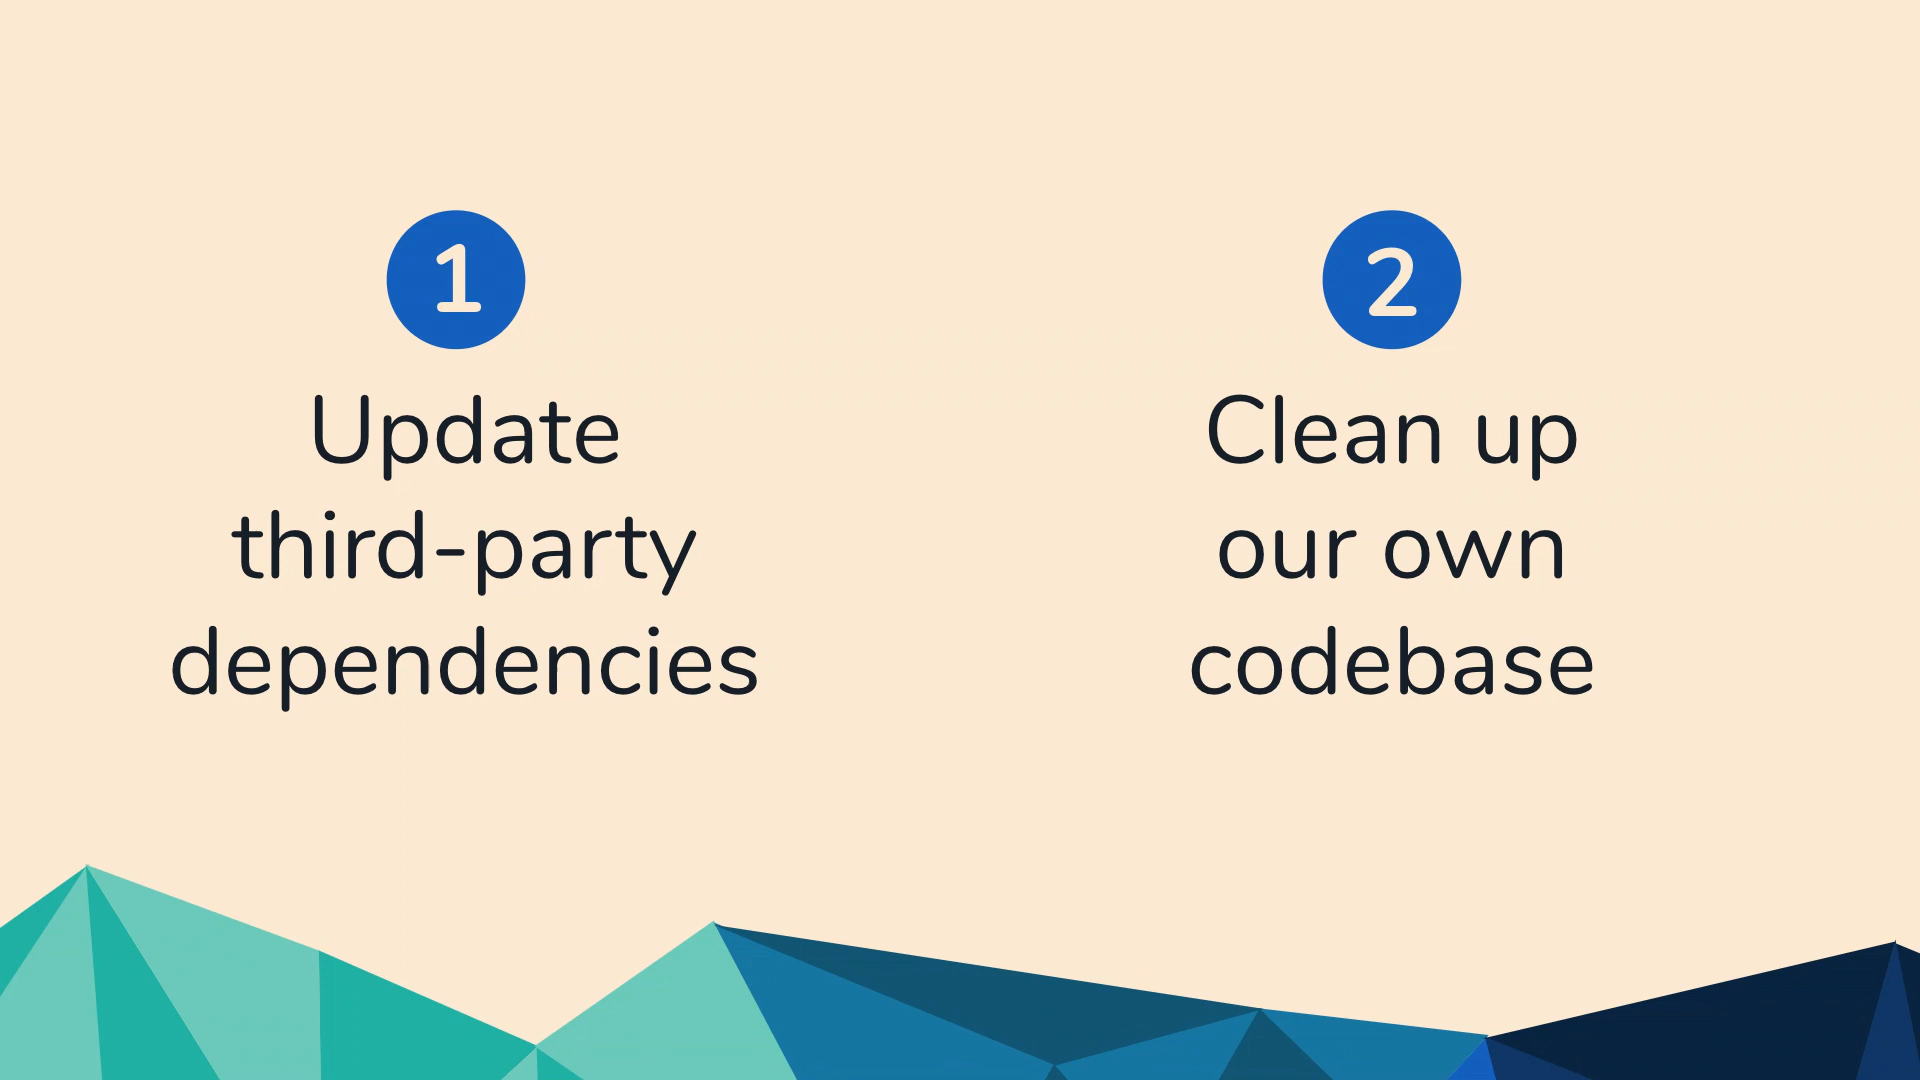 1
Update
third-party
dependencies
2
Clean up
our own
codebase